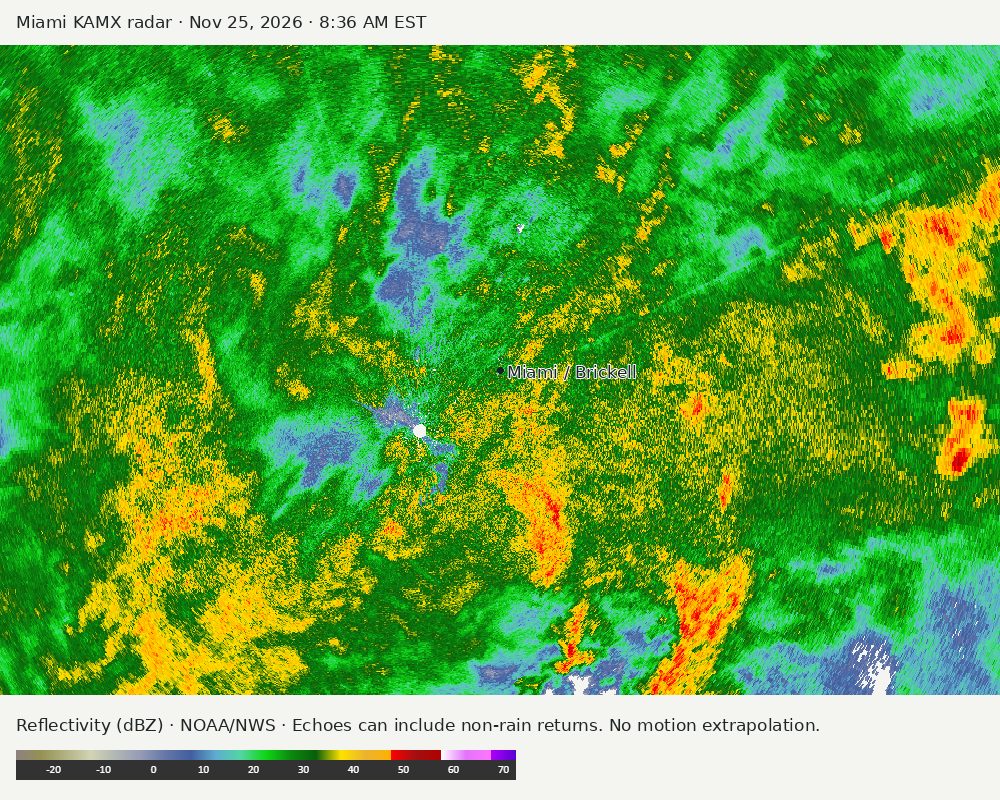 Miami KAMX radar · Nov 25, 2026 · 8:36 AM EST
Miami / Brickell
Reflectivity (dBZ) · NOAA/NWS · Echoes can include non-rain returns. No motion extrapolation.
-20 -10 0 10 20 30 40 50 60 70